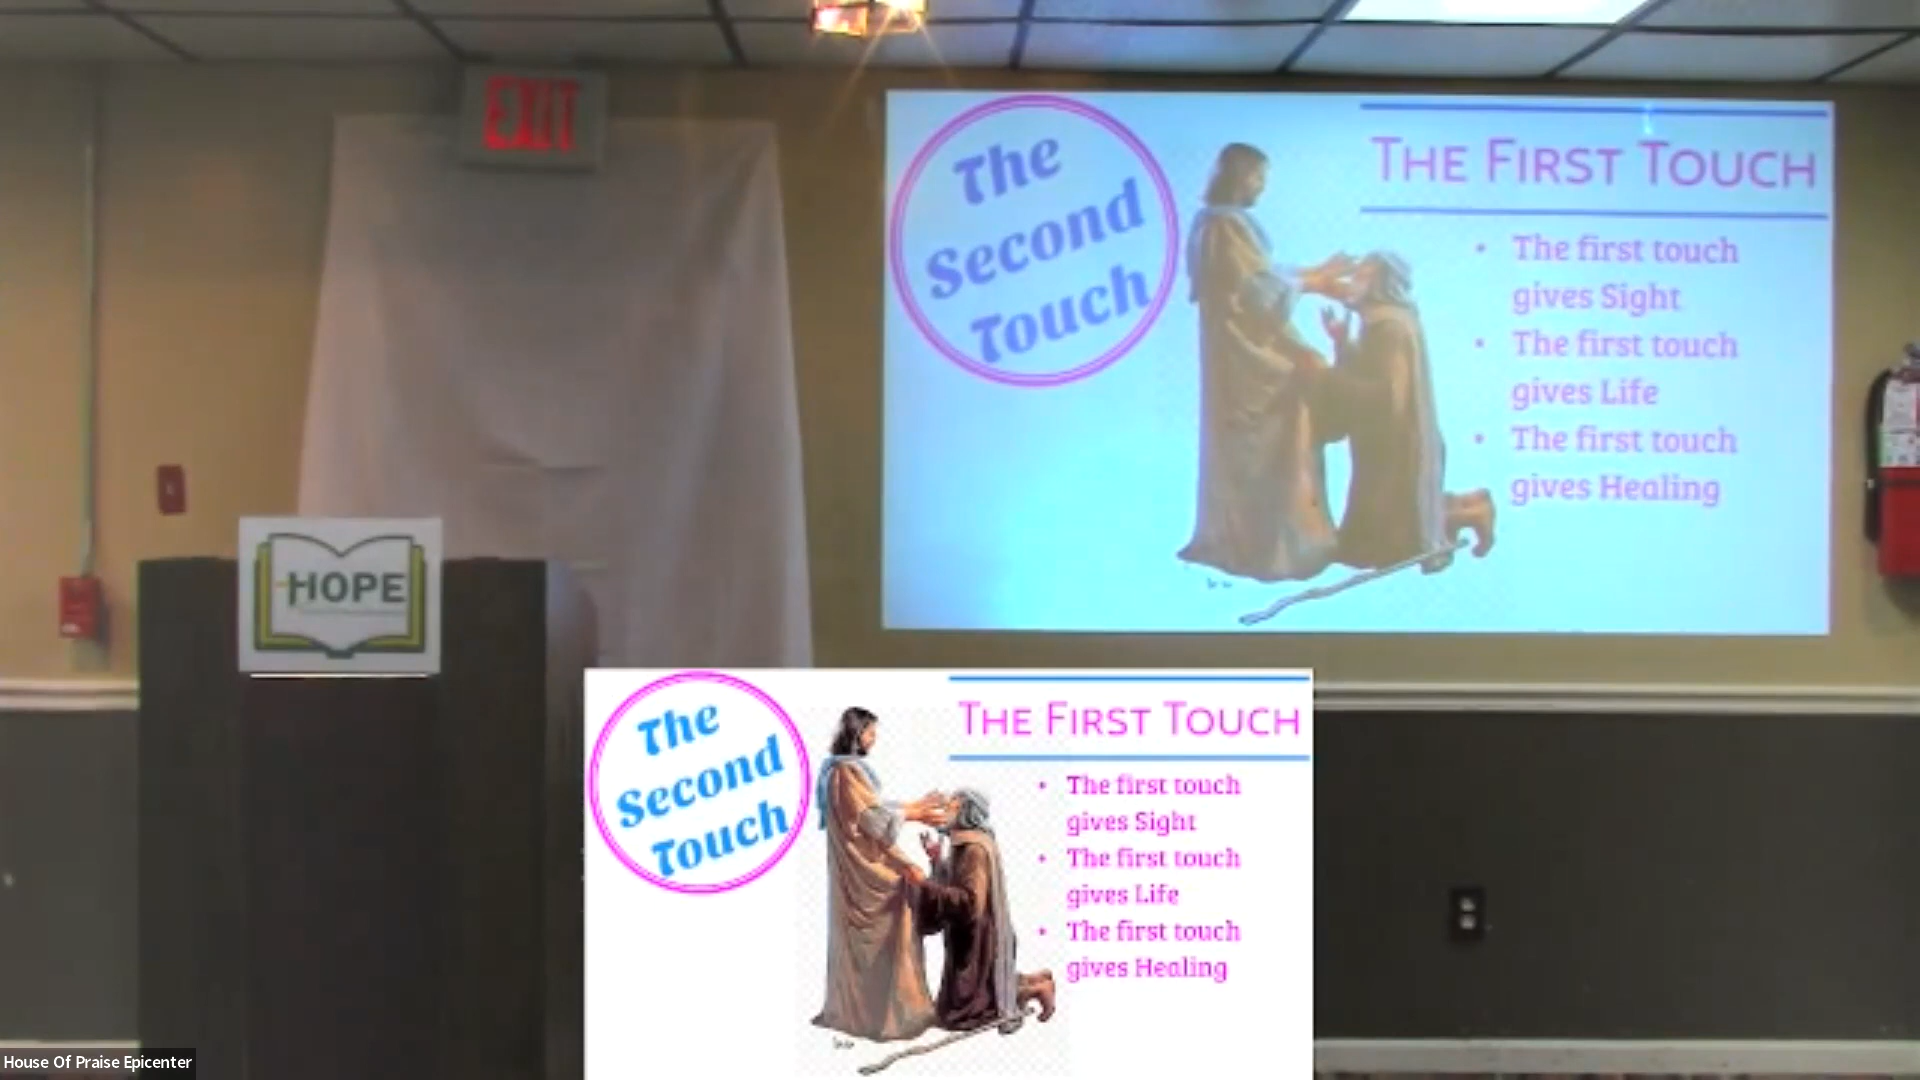 EXIT
The
Second
Touch
THE FIRST TOUCH
• The first touch
gives Sight
• The first touch
gives Life
• The first touch
gives Healing
HOPE
The
Second
Touch
THE FIRST TOUCH
• The first touch
gives Sight
• The first touch
gives Life
• The first touch
gives Healing
House Of Praise Epicenter